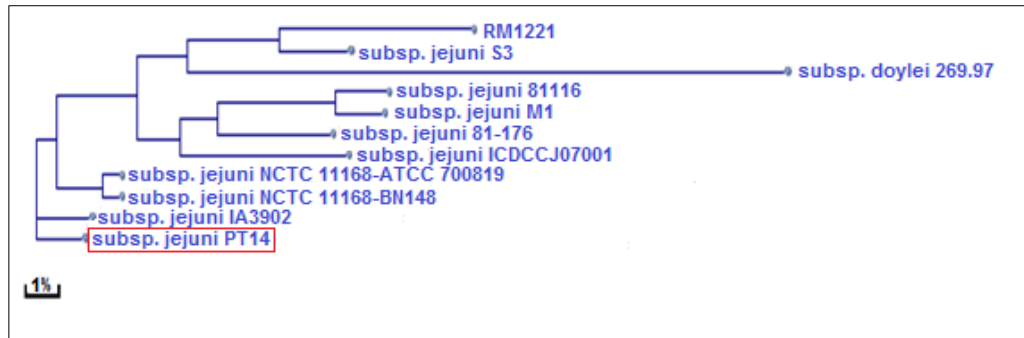 RM1221
subsp. jejuni S3
subsp. doylei 269.97
subsp. jejuni 81116
subsp. jejuni M1
subsp. jejuni 81-176
subsp. jejuni ICDCCJ07001
subsp. jejuni NCTC 11168-ATCC 700819
subsp. jejuni NCTC 11168-BN148
subsp. jejuni IA3902
subsp. jejuni PT14
1%